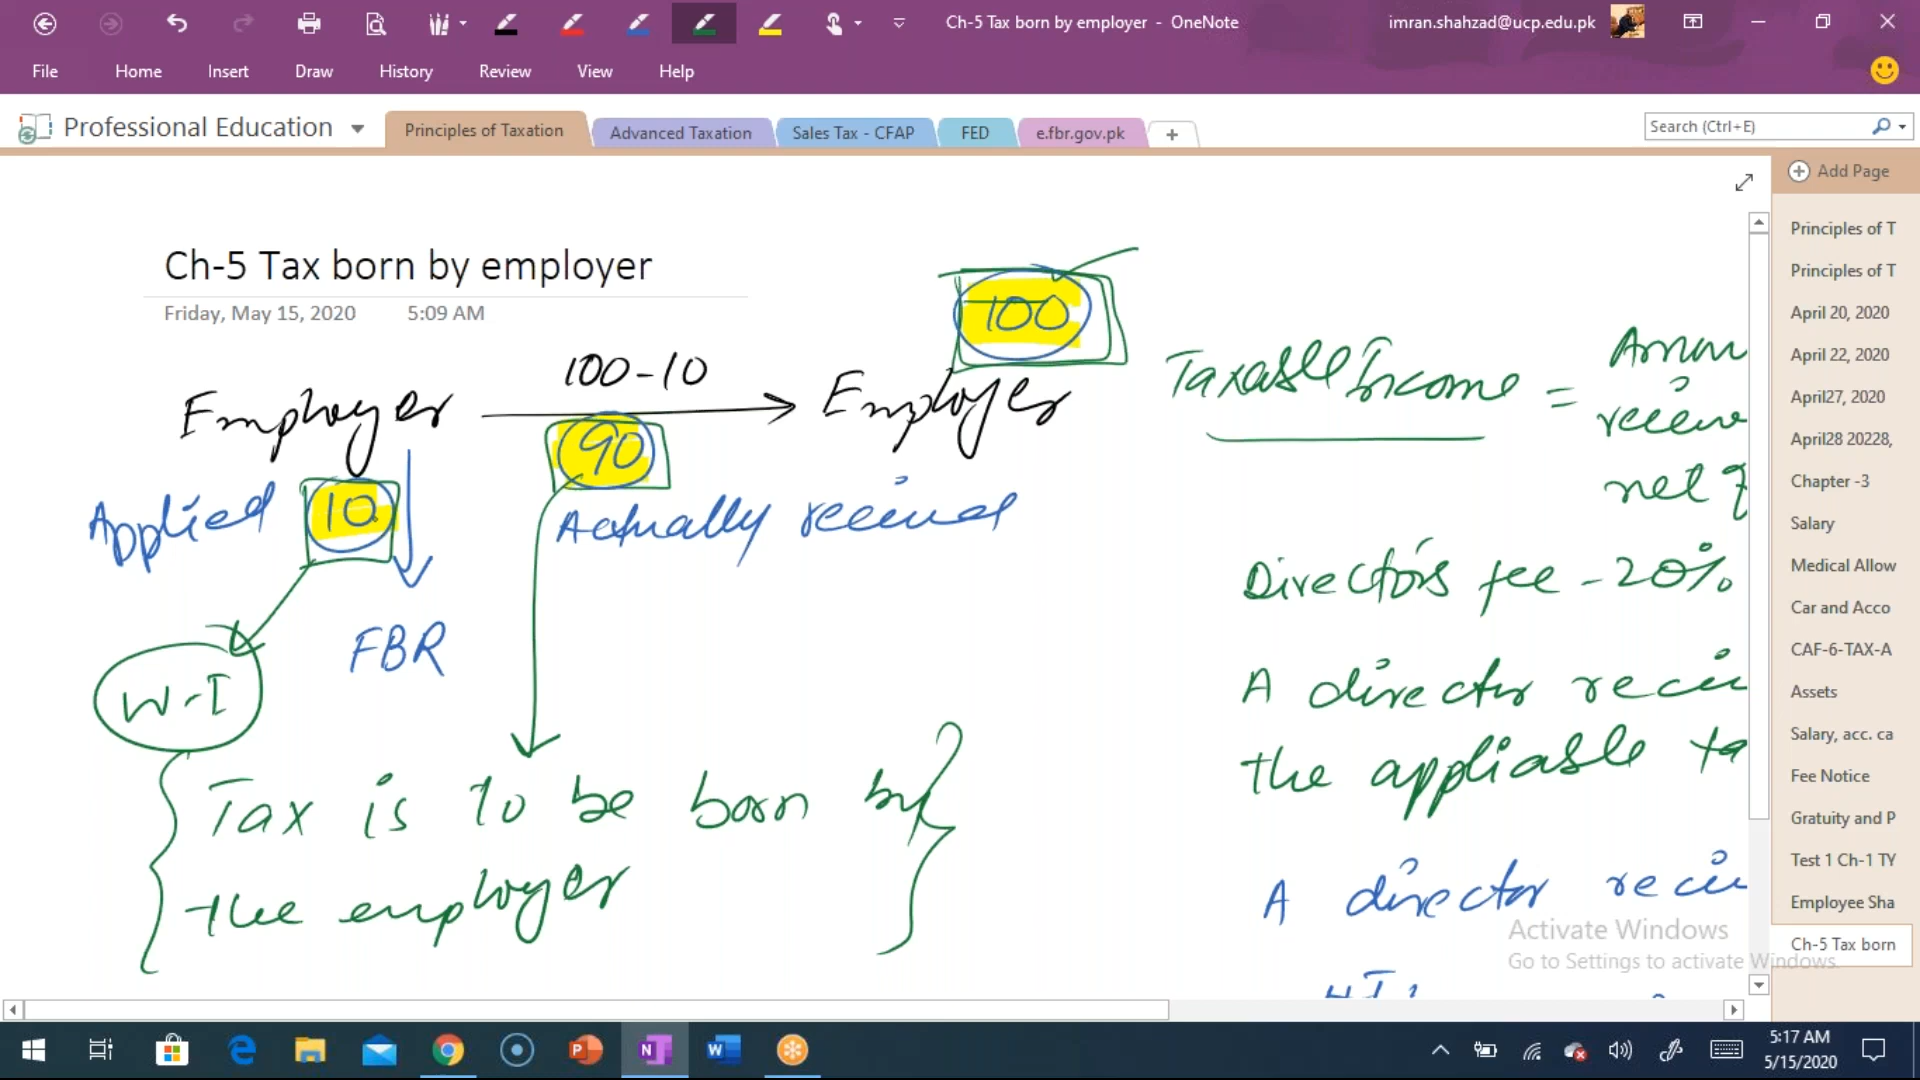 Ch-5 Tax born by employer - OneNote
imran.shahzad@ucp.edu.pk
File Home Insert Draw History Review View Help
Professional Education
Principles of Taxation
Advanced Taxation
Sales Tax - CFAP
FED
e.fbr.gov.pk
Search (Ctrl+E)
Add Page
Ch-5 Tax born by employer
Friday, May 15, 2020 5:09 AM
100
100-10
Employer
Employer
90
Applied 10
Actually received
FBR
W-I
Tax is to be born by
the employer
Taxable Income =
net
Director's fee - 20%
A director
the
A director
Principles of T
Principles of T
April 20, 2020
April 22, 2020
April27, 2020
April28 20228,
Chapter -3
Salary
Medical Allow
Car and Acco
CAF-6-TAX-A
Assets
Salary, acc. ca
Fee Notice
Gratuity and P
Test 1 Ch-1 TY
Employee Sha
Ch-5 Tax born
Activate Windows
Go to Settings to activate Windows.
5:17 AM
5/15/2020